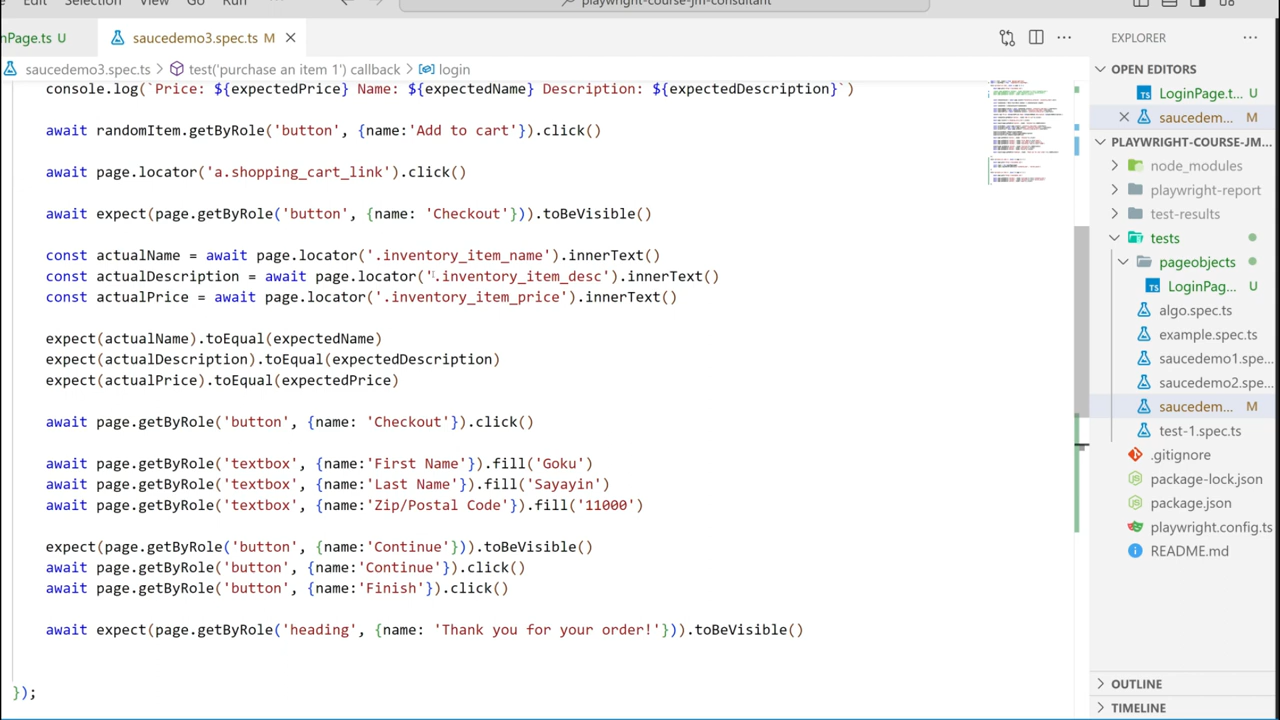 Edit Selection View Go Run ··· playwright-course-jm-consultant
nPage.ts U saucedemo3.spec.ts M
saucedemo3.spec.ts > test('purchase an item 1') callback > login
console.log(`Price: ${expectedPrice} Name: ${expectedName} Description: ${expectedDescription}`)
await randomItem.getByRole('button', {name:'Add to cart'}).click()
await page.locator('a.shopping_cart_link').click()
await expect(page.getByRole('button', {name: 'Checkout'})).toBeVisible()
const actualName = await page.locator('.inventory_item_name').innerText()
const actualDescription = await page.locator('.inventory_item_desc').innerText()
const actualPrice = await page.locator('.inventory_item_price').innerText()
expect(actualName).toEqual(expectedName)
expect(actualDescription).toEqual(expectedDescription)
expect(actualPrice).toEqual(expectedPrice)
await page.getByRole('button', {name: 'Checkout'}).click()
await page.getByRole('textbox', {name:'First Name'}).fill('Goku')
await page.getByRole('textbox', {name:'Last Name'}).fill('Sayayin')
await page.getByRole('textbox', {name:'Zip/Postal Code'}).fill('11000')
expect(page.getByRole('button', {name:'Continue'})).toBeVisible()
await page.getByRole('button', {name:'Continue'}).click()
await page.getByRole('button', {name:'Finish'}).click()
await expect(page.getByRole('heading', {name: 'Thank you for your order!'})).toBeVisible()
});
EXPLORER
OPEN EDITORS
TS LoginPage.t... U
saucedem... M
PLAYWRIGHT-COURSE-JM...
node_modules
playwright-report
test-results
tests
pageobjects
TS LoginPag... U
algo.spec.ts
example.spec.ts
saucedemo1.spe...
saucedemo2.spe...
saucedem... M
test-1.spec.ts
.gitignore
package-lock.json
package.json
playwright.config.ts
README.md
OUTLINE
TIMELINE